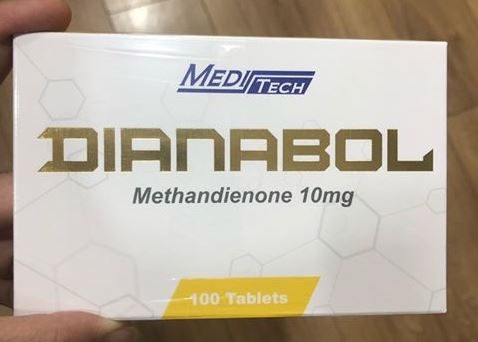 MEDITECH
DIANABOL
Methandienone 10mg
100 Tablets